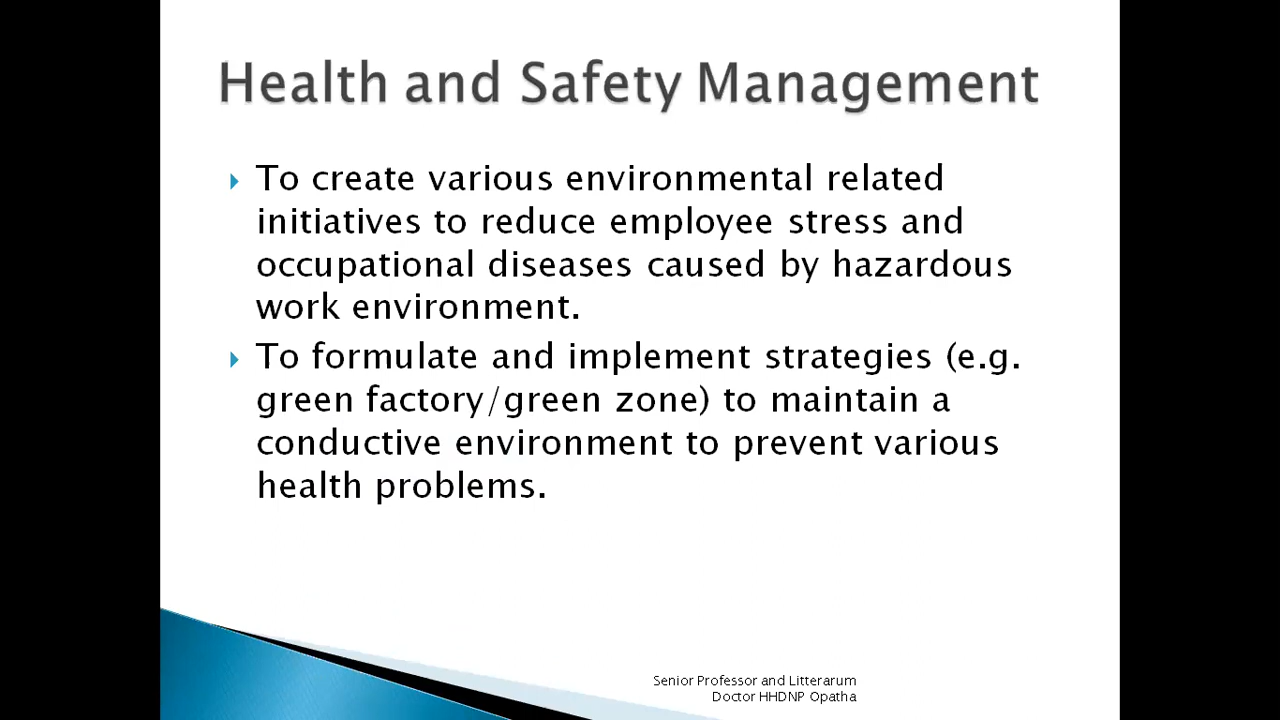 Health and Safety Management
To create various environmental related
initiatives to reduce employee stress and
occupational diseases caused by hazardous
work environment.
To formulate and implement strategies (e.g.
green factory/green zone) to maintain a
conductive environment to prevent various
health problems.
Senior Professor and Litterarum
Doctor HHDNP Opatha